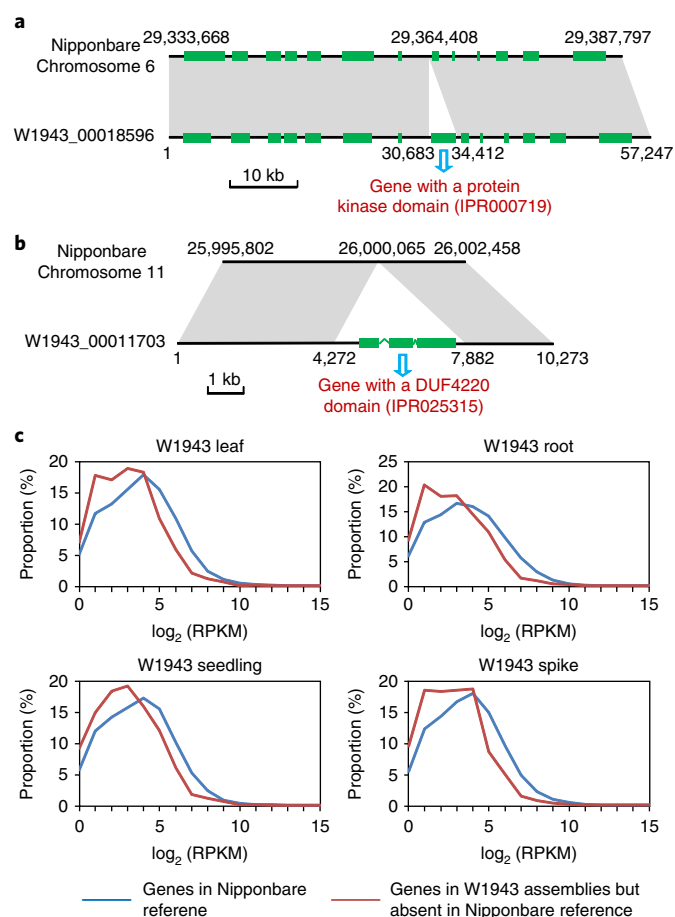 a
29,333,668 29,364,408 29,387,797
Nipponbare
Chromosome 6
W1943_00018596
1 30,683 34,412 57,247
10 kb
Gene with a protein
kinase domain (IPR000719)
b
25,995,802 26,000,065 26,002,458
Nipponbare
Chromosome 11
W1943_00011703
1 4,272 7,882 10,273
1 kb
Gene with a DUF4220
domain (IPR025315)
c
W1943 leaf
Proportion (%)
20
15
10
5
0
0 5 10 15
log2 (RPKM)
W1943 root
Proportion (%)
25
20
15
10
5
0
0 5 10 15
log2 (RPKM)
W1943 seedling
Proportion (%)
20
15
10
5
0
0 5 10 15
log2 (RPKM)
W1943 spike
Proportion (%)
20
15
10
5
0
0 5 10 15
log2 (RPKM)
Genes in Nipponbare
referene
Genes in W1943 assemblies but
absent in Nipponbare reference